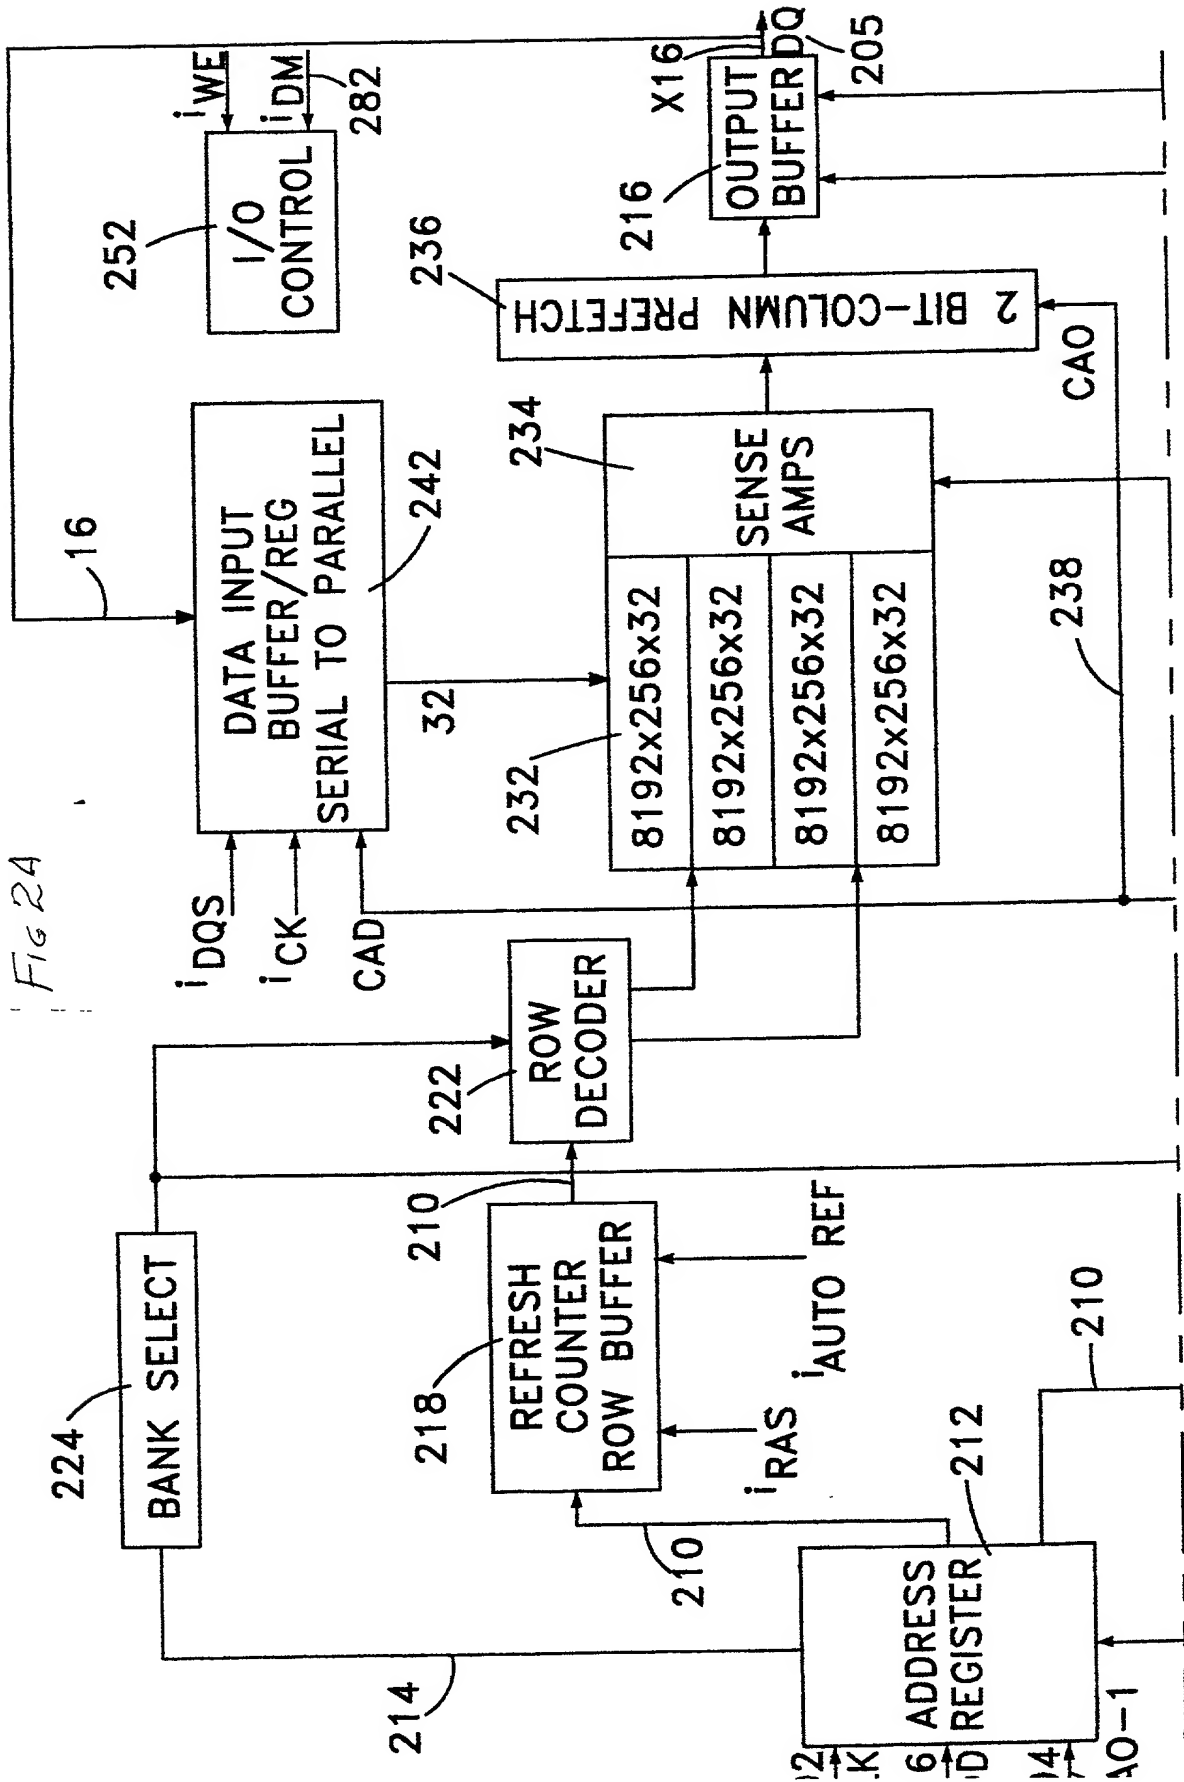 FIG 2A
224
BANK SELECT
214
210
218
REFRESH
COUNTER
ROW BUFFER
iRAS
iAUTO REF
210
222
ROW
DECODER
212
ADDRESS
REGISTER
210
AO-1
iDQS
iCK
CAD
DATA INPUT
BUFFER/REG
SERIAL TO PARALLEL
242
16
32
232
8192x256x32
8192x256x32
8192x256x32
8192x256x32
234
SENSE
AMPS
236
2 BIT-COLUMN PREFETCH
238
CAO
252
I/O
CONTROL
iWE
iDM
282
216
OUTPUT
BUFFER
X16
DQ
205